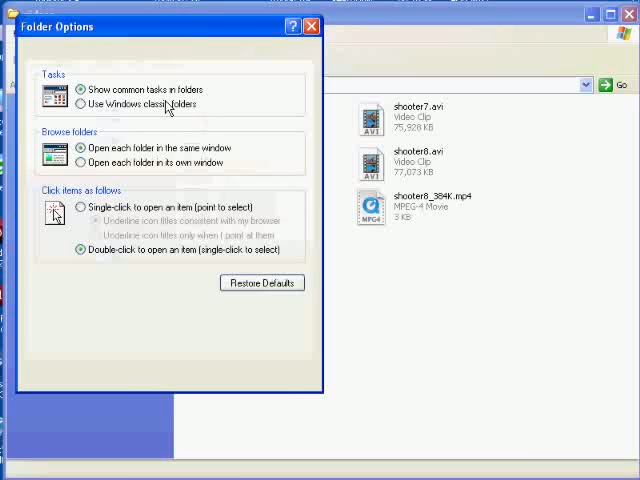 Folder Options
Tasks
Show common tasks in folders
Use Windows classic folders
Browse folders
Open each folder in the same window
Open each folder in its own window
Click items as follows
Single-click to open an item (point to select)
Underline icon titles consistent with my browser
Underline icon titles only when I point at them
Double-click to open an item (single-click to select)
Restore Defaults
Go
shooter7.avi
Video Clip
75,928 KB
shooter8.avi
Video Clip
77,073 KB
shooter8_384K.mp4
MPEG-4 Movie
3 KB
AVI
AVI
MPEG4